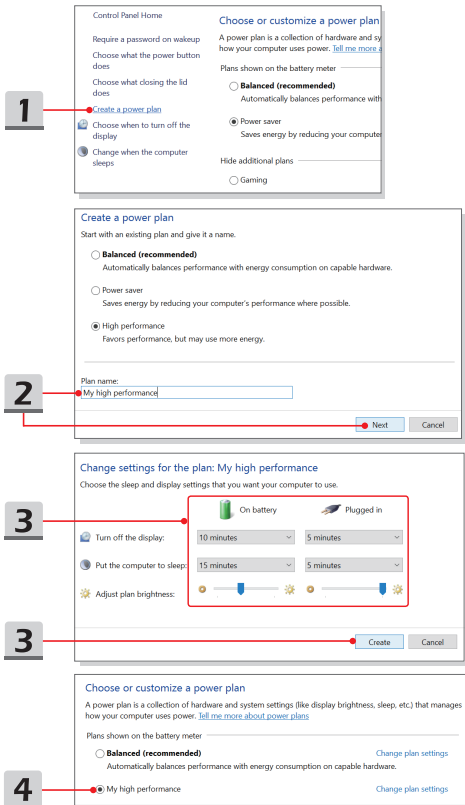 Control Panel Home
Require a password on wakeup
Choose what the power button
does
Choose what closing the lid
does
1
Create a power plan
Choose when to turn off the
display
Change when the computer
sleeps
Choose or customize a power plan
A power plan is a collection of hardware and sy
how your computer uses power. Tell me more a
Plans shown on the battery meter
Balanced (recommended)
Automatically balances performance with
Power saver
Saves energy by reducing your compute
Hide additional plans
Gaming
Create a power plan
Start with an existing plan and give it a name.
Balanced (recommended)
Automatically balances performance with energy consumption on capable hardware.
Power saver
Saves energy by reducing your computer's performance where possible.
High performance
Favors performance, but may use more energy.
Plan name:
2
My high performance
Next Cancel
Change settings for the plan: My high performance
Choose the sleep and display settings that you want your computer to use.
On battery Plugged in
3
Turn off the display: 10 minutes 5 minutes
Put the computer to sleep: 15 minutes 5 minutes
Adjust plan brightness:
3
Create Cancel
Choose or customize a power plan
A power plan is a collection of hardware and system settings (like display brightness, sleep, etc.) that manages
how your computer uses power. Tell me more about power plans
Plans shown on the battery meter
Balanced (recommended) Change plan settings
Automatically balances performance with energy consumption on capable hardware.
4
My high performance Change plan settings